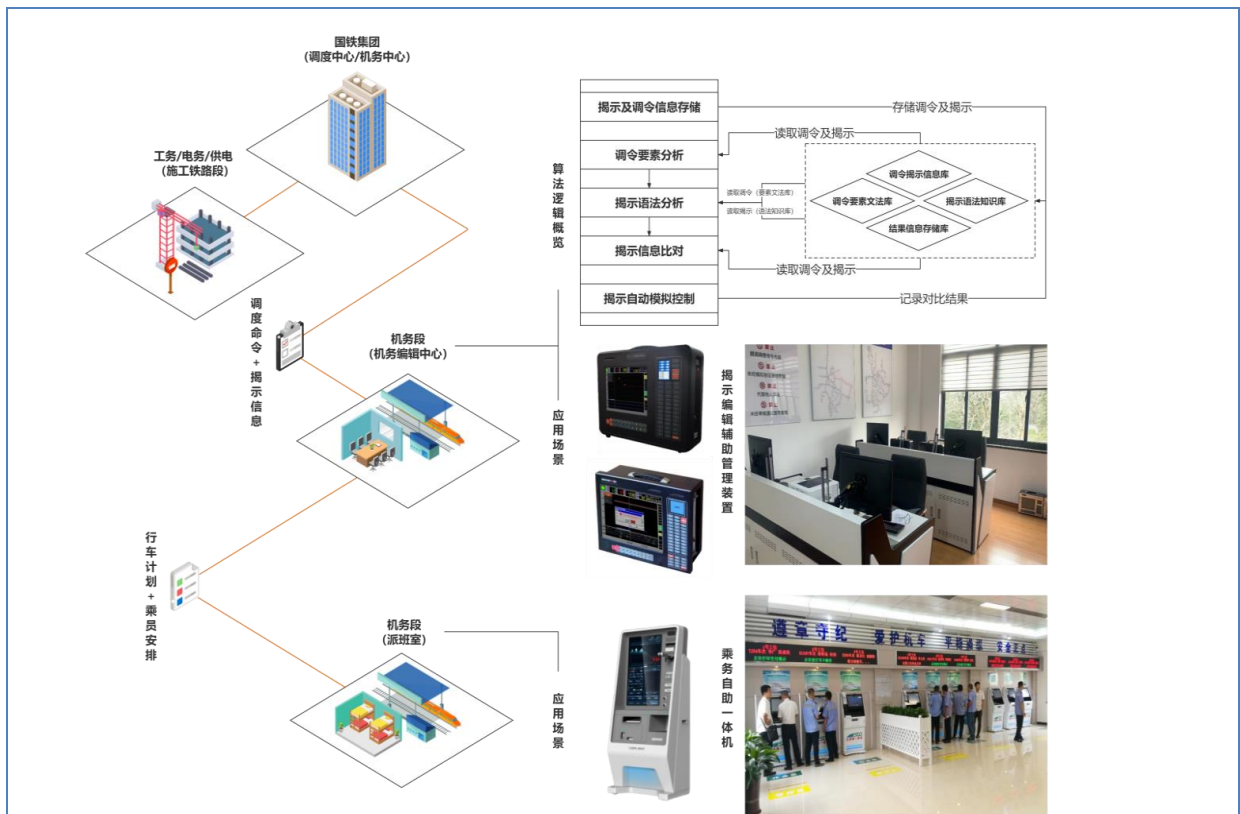 国铁集团
（调度中心/机务中心）
工务/电务/供电
（施工铁路段）
调度命令+揭示信息
机务段
（机务编辑中心）
行车计划+乘员安排
机务段
（派班室）
算法逻辑概览
揭示及调令信息存储
调令要素分析
揭示语法分析
揭示信息比对
揭示自动模拟控制
存储调令及揭示
读取调令及揭示
读取调令（要素文法库）
读取揭示（语法知识库）
调令揭示信息库
调令要素文法库
揭示语法知识库
结果信息存储库
读取调令及揭示
记录对比结果
应用场景
揭示编辑辅助管理装置
应用场景
乘务自助一体机
遵章守纪 爱护机车 平稳操纵 安全正点